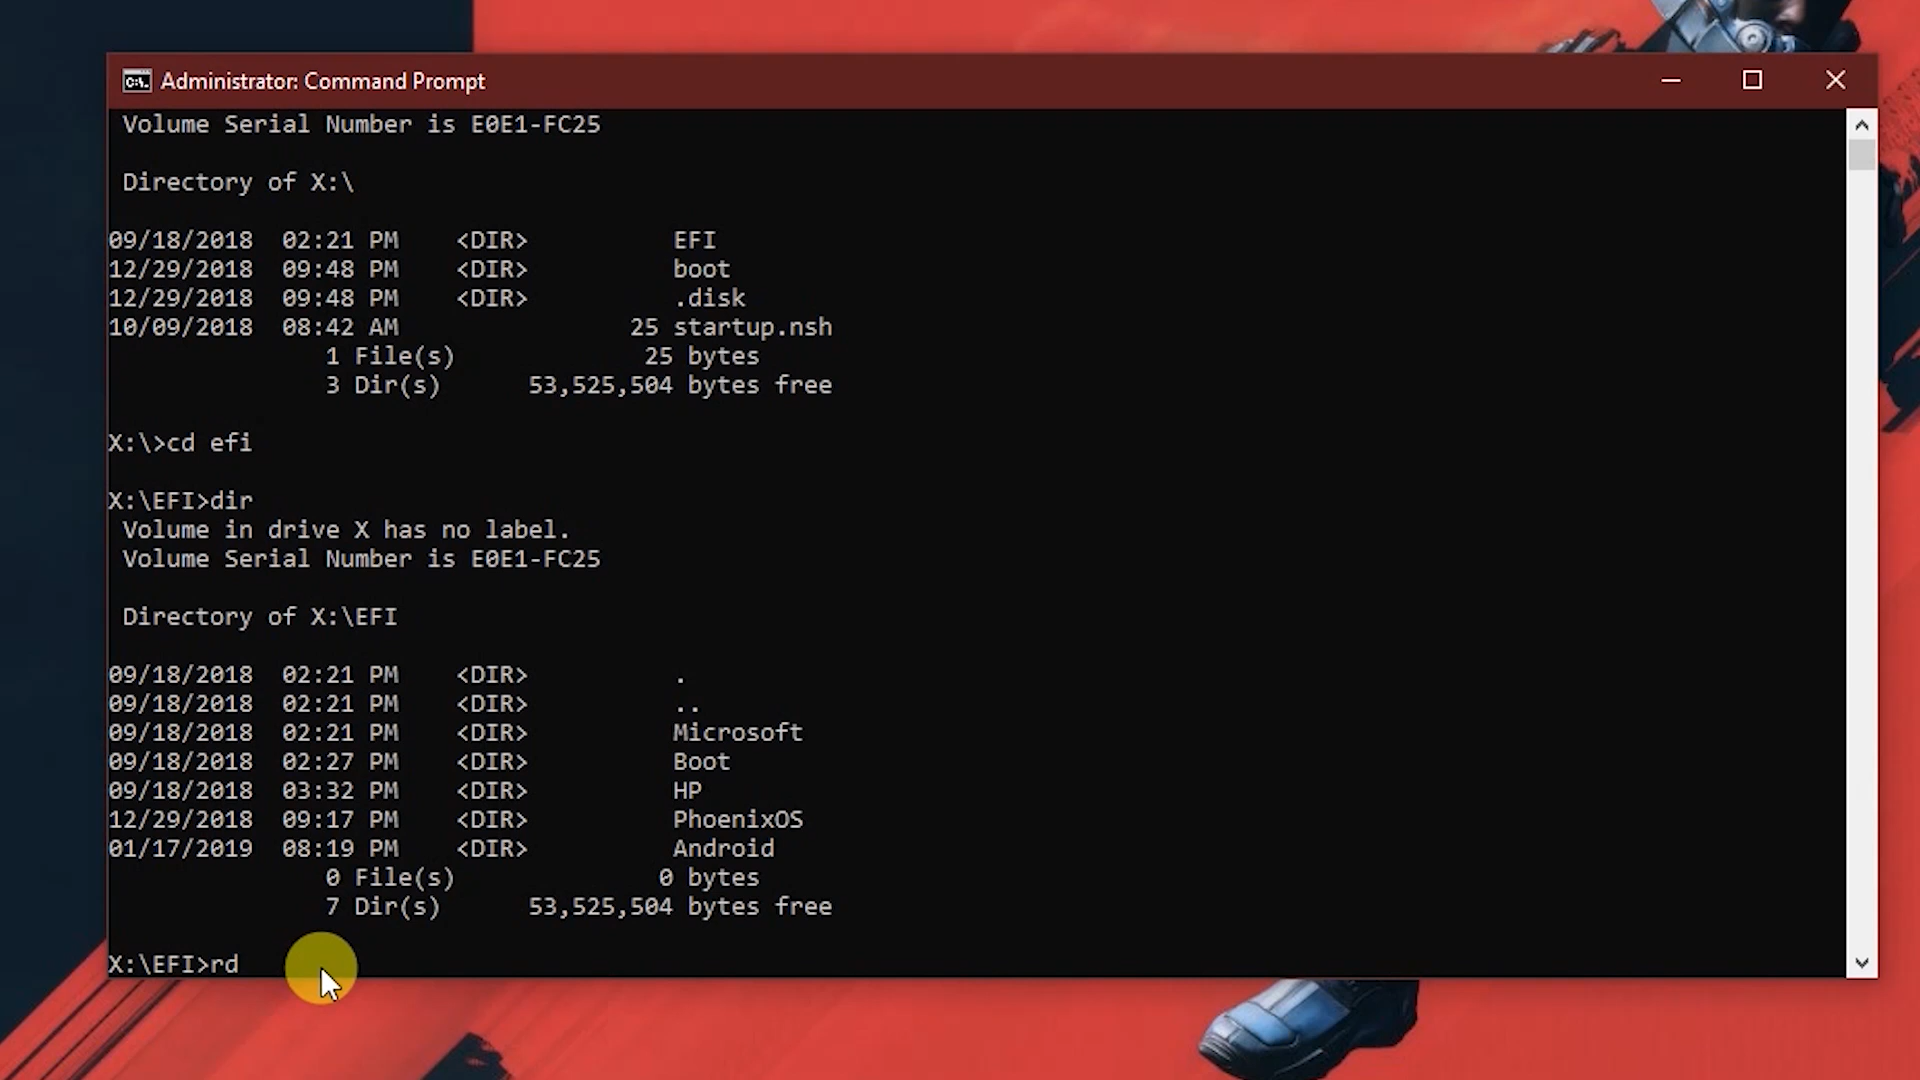 Administrator: Command Prompt
Volume Serial Number is E0E1-FC25
Directory of X:\
09/18/2018 02:21 PM <DIR> EFI
12/29/2018 09:48 PM <DIR> boot
12/29/2018 09:48 PM <DIR> .disk
10/09/2018 08:42 AM 25 startup.nsh
1 File(s) 25 bytes
3 Dir(s) 53,525,504 bytes free
X:\>cd efi
X:\EFI>dir
Volume in drive X has no label.
Volume Serial Number is E0E1-FC25
Directory of X:\EFI
09/18/2018 02:21 PM <DIR> .
09/18/2018 02:21 PM <DIR> ..
09/18/2018 02:21 PM <DIR> Microsoft
09/18/2018 02:27 PM <DIR> Boot
09/18/2018 03:32 PM <DIR> HP
12/29/2018 09:17 PM <DIR> PhoenixOS
01/17/2019 08:19 PM <DIR> Android
0 File(s) 0 bytes
7 Dir(s) 53,525,504 bytes free
X:\EFI>rd